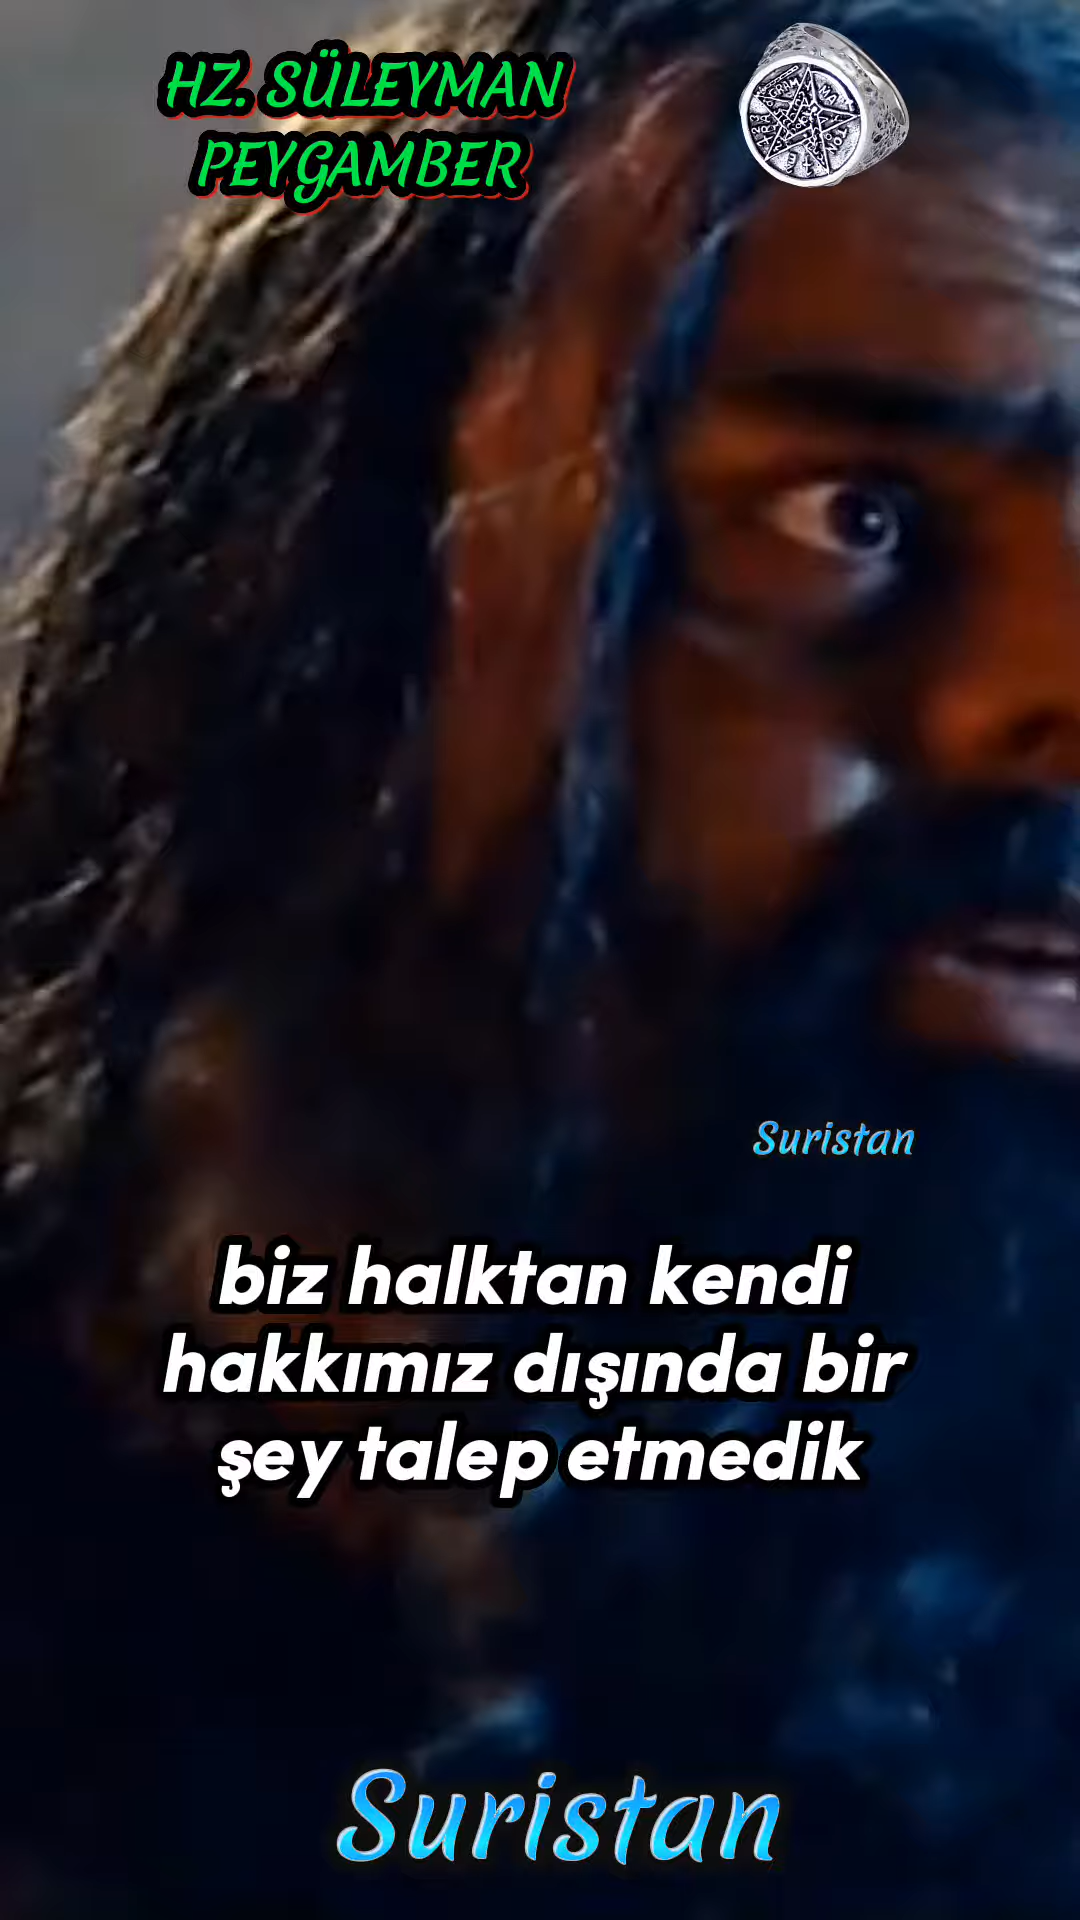 HZ. SÜLEYMAN
PEYGAMBER
Suristan
biz halktan kendi
hakkımız dışında bir
şey talep etmedik
Suristan